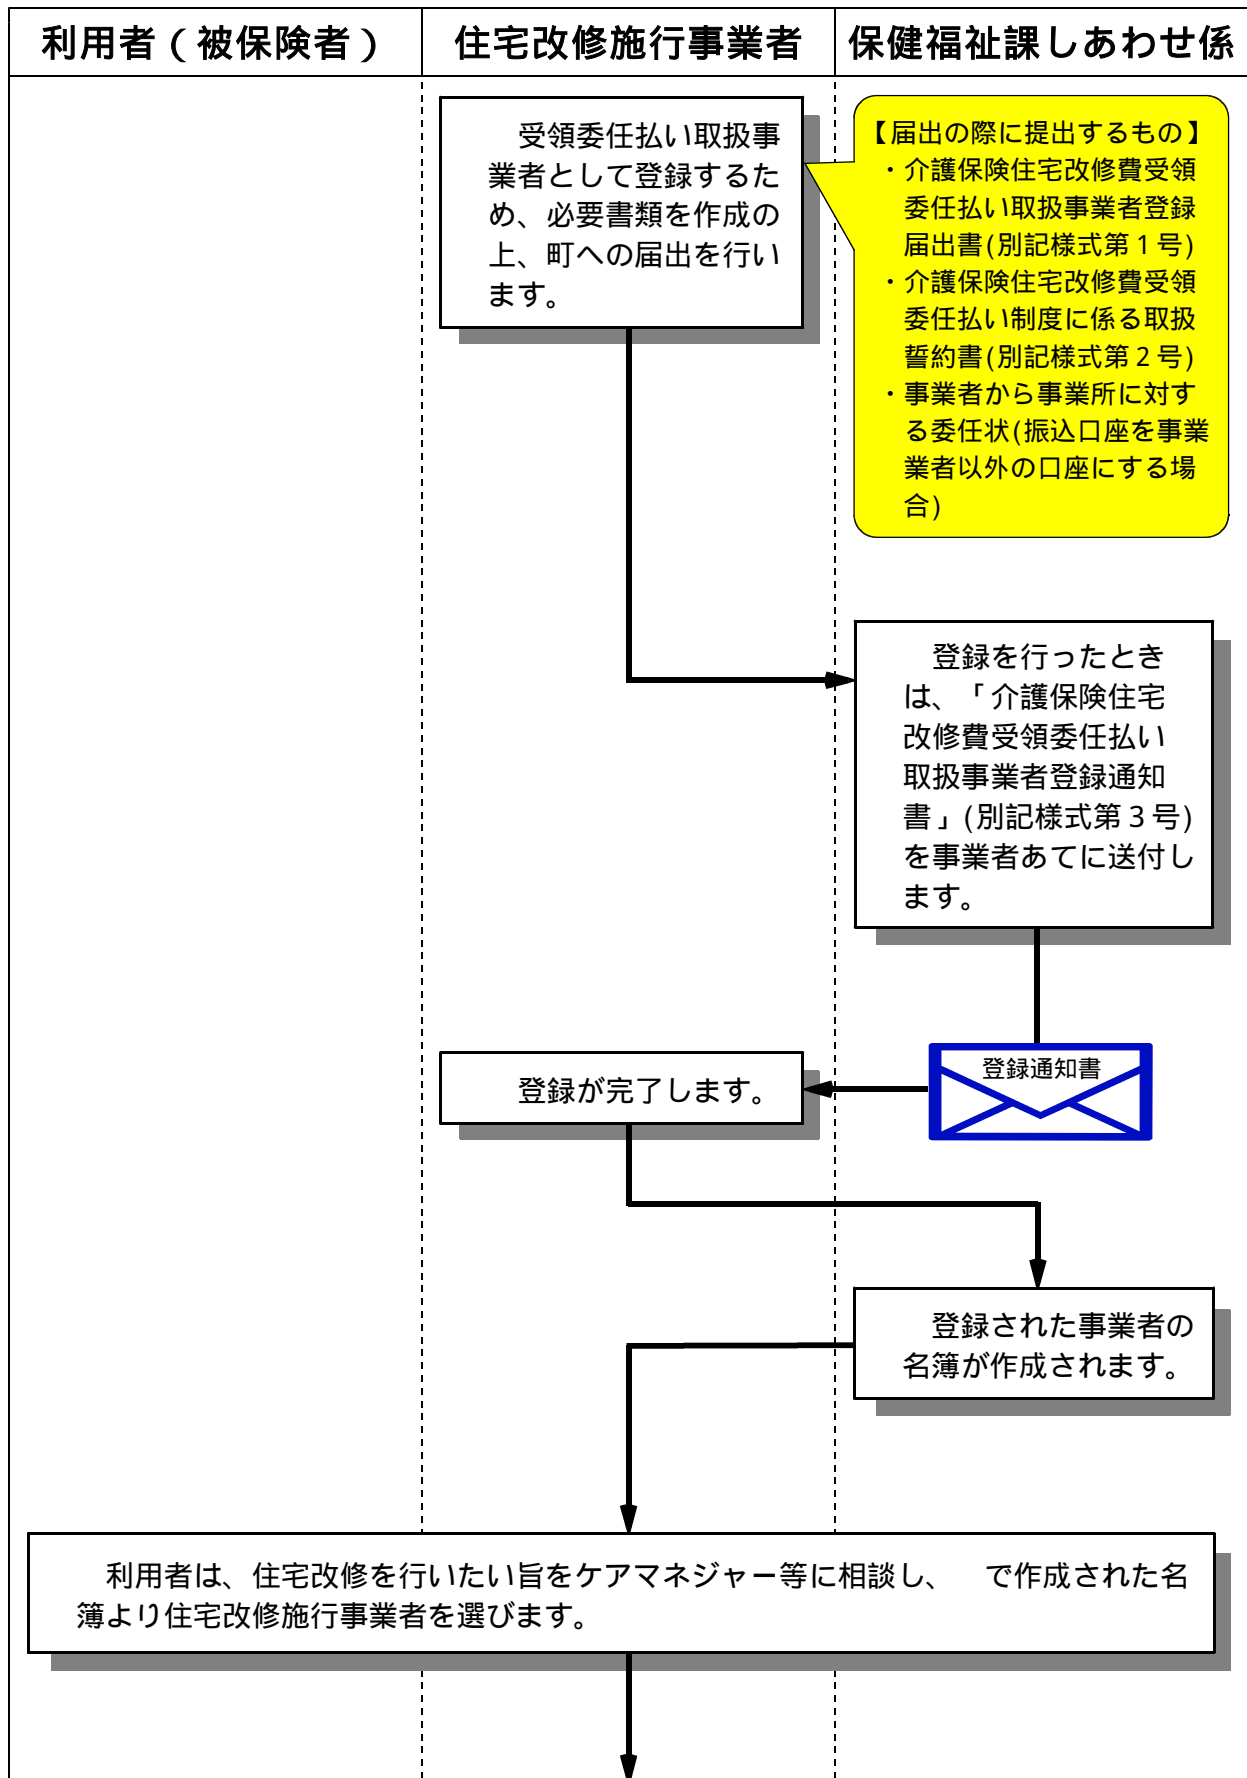 利用者（被保険者）
住宅改修施行事業者
保健福祉課しあわせ係
受領委任払い取扱事
業者として登録するた
め、必要書類を作成の
上、町への届出を行い
ます。
【届出の際に提出するもの】
・介護保険住宅改修費受領
委任払い取扱事業者登録
届出書(別記様式第１号)
・介護保険住宅改修費受領
委任払い制度に係る取扱
誓約書(別記様式第２号)
・事業者から事業所に対す
る委任状(振込口座を事業
業者以外の口座にする場
合)
登録を行ったとき
は、「介護保険住宅
改修費受領委任払い
取扱事業者登録通知
書」(別記様式第３号)
を事業者あてに送付し
ます。
登録通知書
登録が完了します。
登録された事業者の
名簿が作成されます。
利用者は、住宅改修を行いたい旨をケアマネジャー等に相談し、　で作成された名
簿より住宅改修施行事業者を選びます。